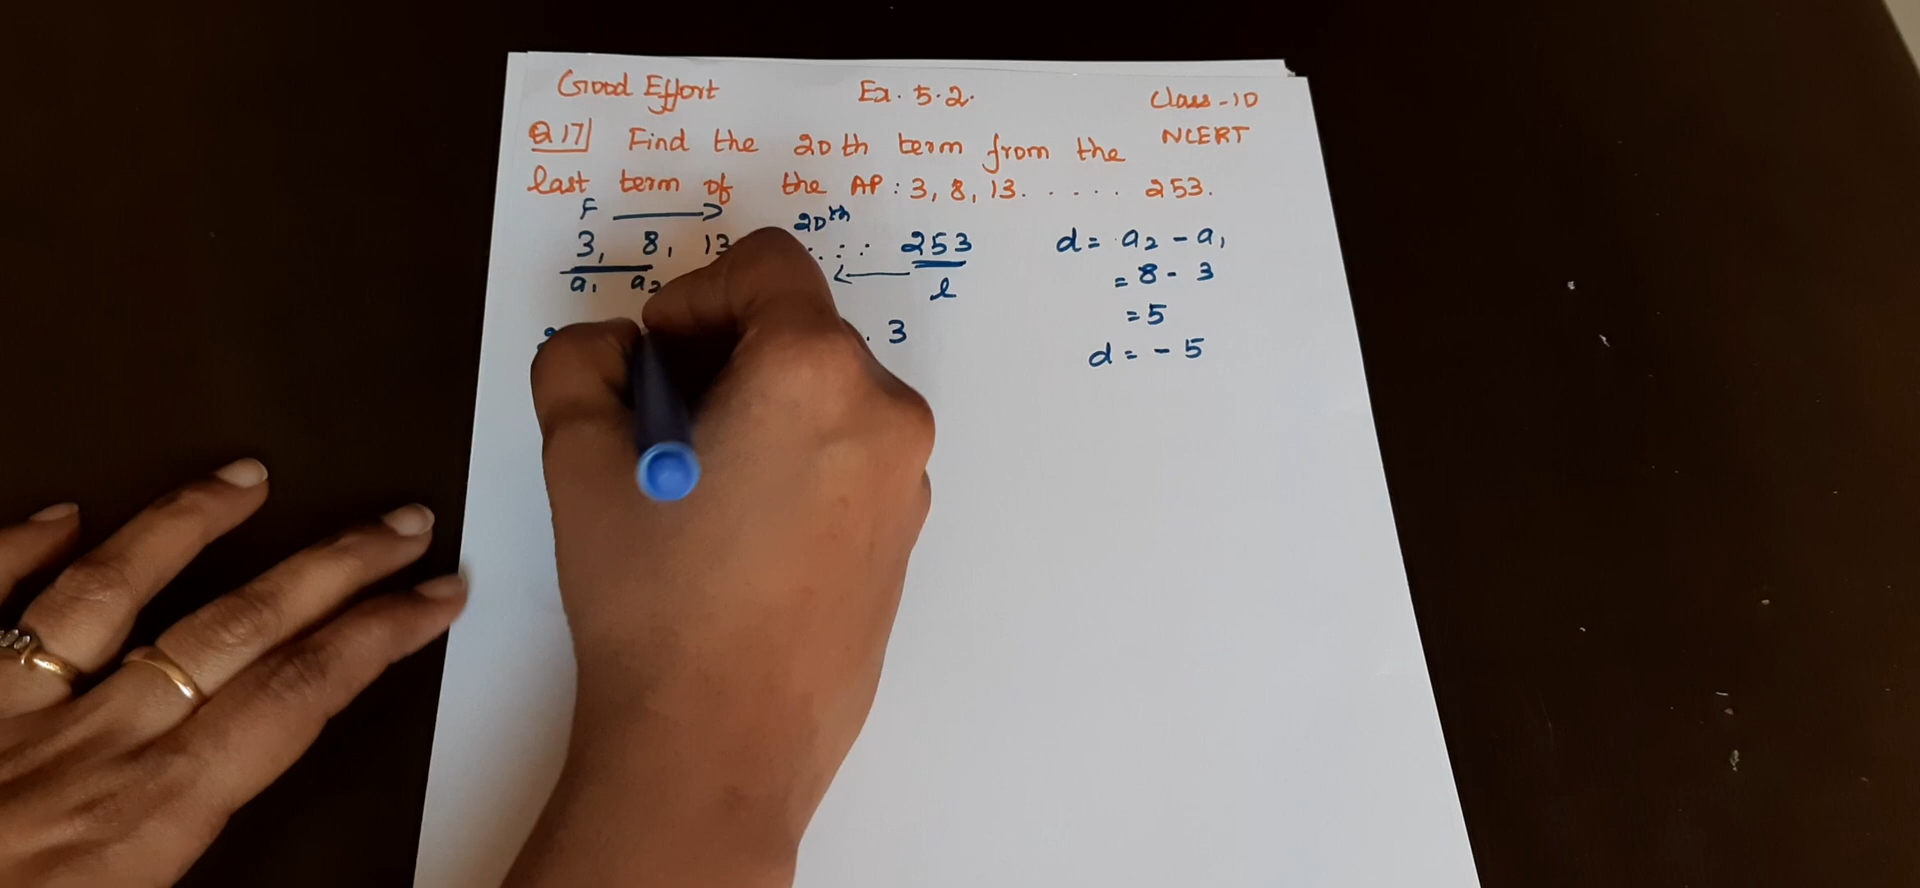 Good Effort Ex. 5.2. Class-10
Q 17| Find the 20th term from the NCERT
last term of the AP: 3, 8, 13. . . . . 253.
F
20th
3, 8, 13 . : : 253 d = a2 - a1
a1 a2 l = 8 - 3
= 5
. 3 d = - 5